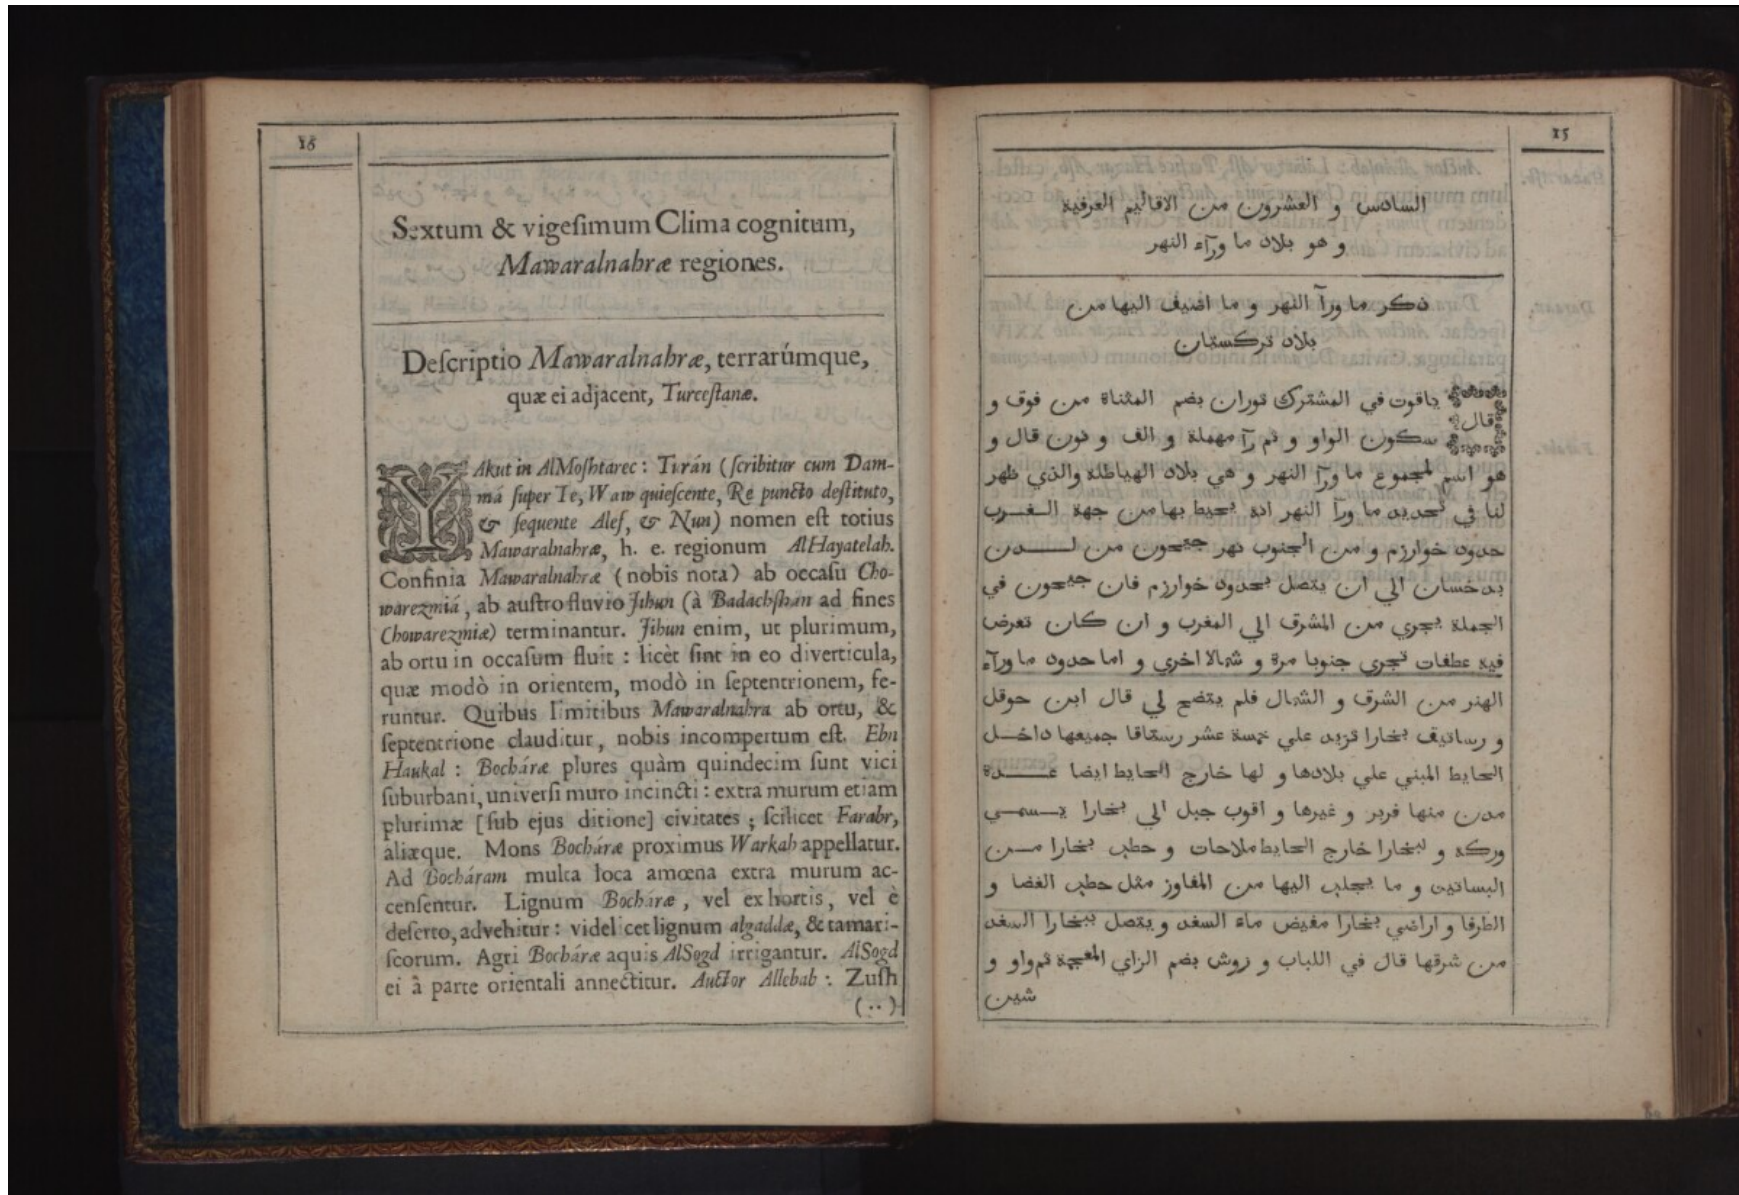 16
Sextum & vigesimum Clima cognitum,
Mawaralnahræ regiones.
Descriptio Mawaralnahræ, terrarúmque,
quæ ei adjacent, Turcestanæ.
YAkut in AlMoshtarec: Turán (scribitur cum Dam-
má super Te, Waw quiescente, Re puncto destituto,
& sequente Alef, & Nun) nomen est totius
Mawaralnahræ, h. e. regionum AlHayatelah.
Confinia Mawaralnahræ (nobis nota) ab occasu Cho-
warezmiá, ab austro fluvio Jihun (à Badachshán ad fines
Chowarezmiæ) terminantur. Jihun enim, ut plurimum,
ab ortu in occasum fluit : licèt sint in eo diverticula,
quæ modò in orientem, modò in septentrionem, fe-
runtur. Quibus limitibus Mawaralnahra ab ortu, &
septentrione clauditur, nobis incompertum est. Ebn
Haukal : Bocháræ plures quàm quindecim sunt vici
suburbani, universi muro incincti : extra murum etiam
plurimæ [sub ejus ditione] civitates ; scilicet Farabr,
aliæque. Mons Bocháræ proximus Warkah appellatur.
Ad Bocháram multa loca amœna extra murum ac-
censentur. Lignum Bocháræ, vel ex hortis, vel è
deserto, advehitur : videlicet lignum algaddæ, & tamari-
scorum. Agri Bocháræ aquis AlSogd irrigantur. AlSogd
ei â parte orientali annectitur. Auctor Allebab : Zush
(··)
15
السادس و العشرون من الاقاليم العرفية
و هو بلاد ما ورآء النهر
ذكر ما ورآ النهر و ما اضيف اليها من
بلاد تركستان
قال ياقوت في المشترك توران بضم المثناة من فوق و
سكون الواو و ثم رآ مهملة و الف و نون قال و
هو اسم لمجموع ما ورآ النهر و هي بلاد الهياطلة والذي ظهر
لنا في تحديد ما ورآ النهر انه يحيط بها من جهة الغرب
حدود خوارزم و من الجنوب نهر جيحون من لدن
بدخسان الي ان يتصل بحدود خوارزم فان جيحون في
الجملة يجري من المشرق الي المغرب و ان كان تعرض
فيه عطفات تجري جنوبا مرة و شمالا اخري و اما حدود ما ورآء
الهنر من الشرق و الشمال فلم يتضح لي قال ابن حوقل
و رساتيف بخارا تزيد علي خمسة عشر رستاقا جميعها داخل
الحايط المبني علي بلادها و لها خارج الحايط ايضا عدة
مدن منها فربر و غيرها و اقوب جبل الي بخارا يسمي
وركه و لبخارا خارج الحايط ملاحات و حطب بخارا من
البساتين و ما يجلب اليها من المفاوز مثل حطب الغضا و
الطرفا و اراضي بخارا مغيض ماء السغد و يتصل ببخارا السغد
من شرقها قال في اللباب و زوش بضم الزاي المعجمة ثم واو و
شين